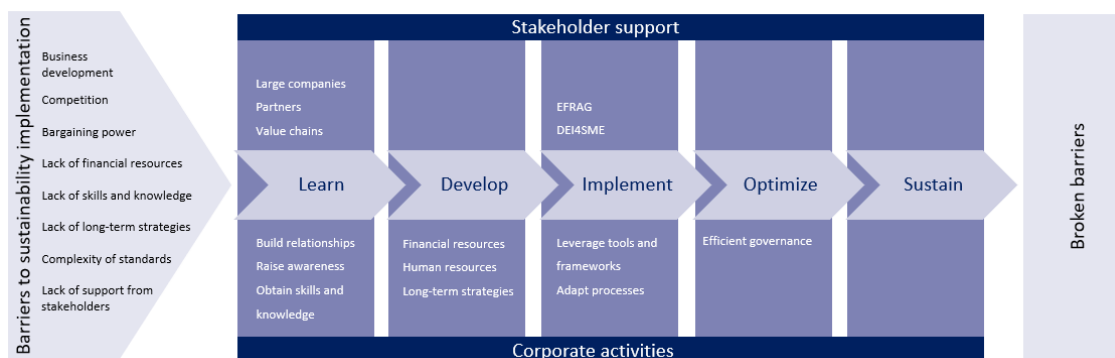 Barriers to sustainability implementation
Business
development
Competition
Bargaining power
Lack of financial resources
Lack of skills and knowledge
Lack of long-term strategies
Complexity of standards
Lack of support from
stakeholders
Stakeholder support
Large companies
Partners
Value chains
EFRAG
DEI4SME
Learn
Develop
Implement
Optimize
Sustain
Build relationships
Raise awareness
Obtain skills and
knowledge
Financial resources
Human resources
Long-term strategies
Leverage tools and
frameworks
Adapt processes
Efficient governance
Corporate activities
Broken barriers